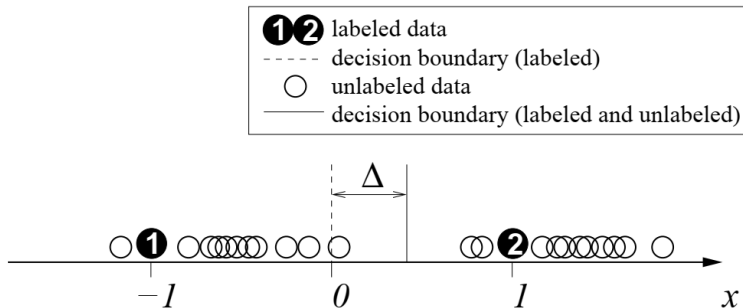 1 2 labeled data
decision boundary (labeled)
unlabeled data
decision boundary (labeled and unlabeled)
Δ
1 2
−1 0 1 x